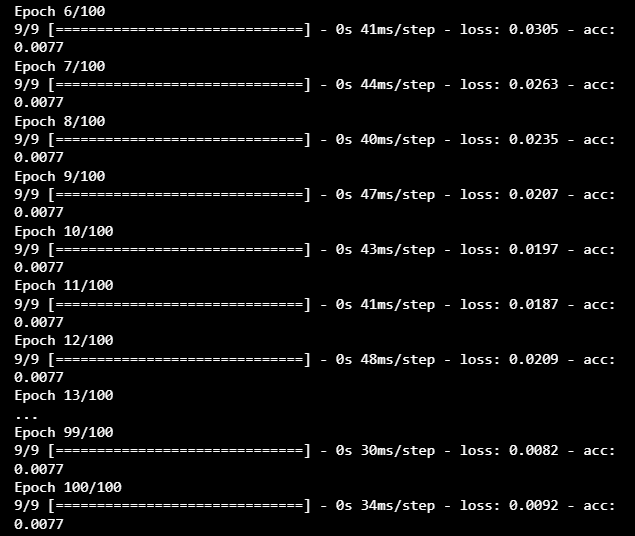 Epoch 6/100
9/9 [==============================] - 0s 41ms/step - loss: 0.0305 - acc:
0.0077
Epoch 7/100
9/9 [==============================] - 0s 44ms/step - loss: 0.0263 - acc:
0.0077
Epoch 8/100
9/9 [==============================] - 0s 40ms/step - loss: 0.0235 - acc:
0.0077
Epoch 9/100
9/9 [==============================] - 0s 47ms/step - loss: 0.0207 - acc:
0.0077
Epoch 10/100
9/9 [==============================] - 0s 43ms/step - loss: 0.0197 - acc:
0.0077
Epoch 11/100
9/9 [==============================] - 0s 41ms/step - loss: 0.0187 - acc:
0.0077
Epoch 12/100
9/9 [==============================] - 0s 48ms/step - loss: 0.0209 - acc:
0.0077
Epoch 13/100
...
Epoch 99/100
9/9 [==============================] - 0s 30ms/step - loss: 0.0082 - acc:
0.0077
Epoch 100/100
9/9 [==============================] - 0s 34ms/step - loss: 0.0092 - acc:
0.0077